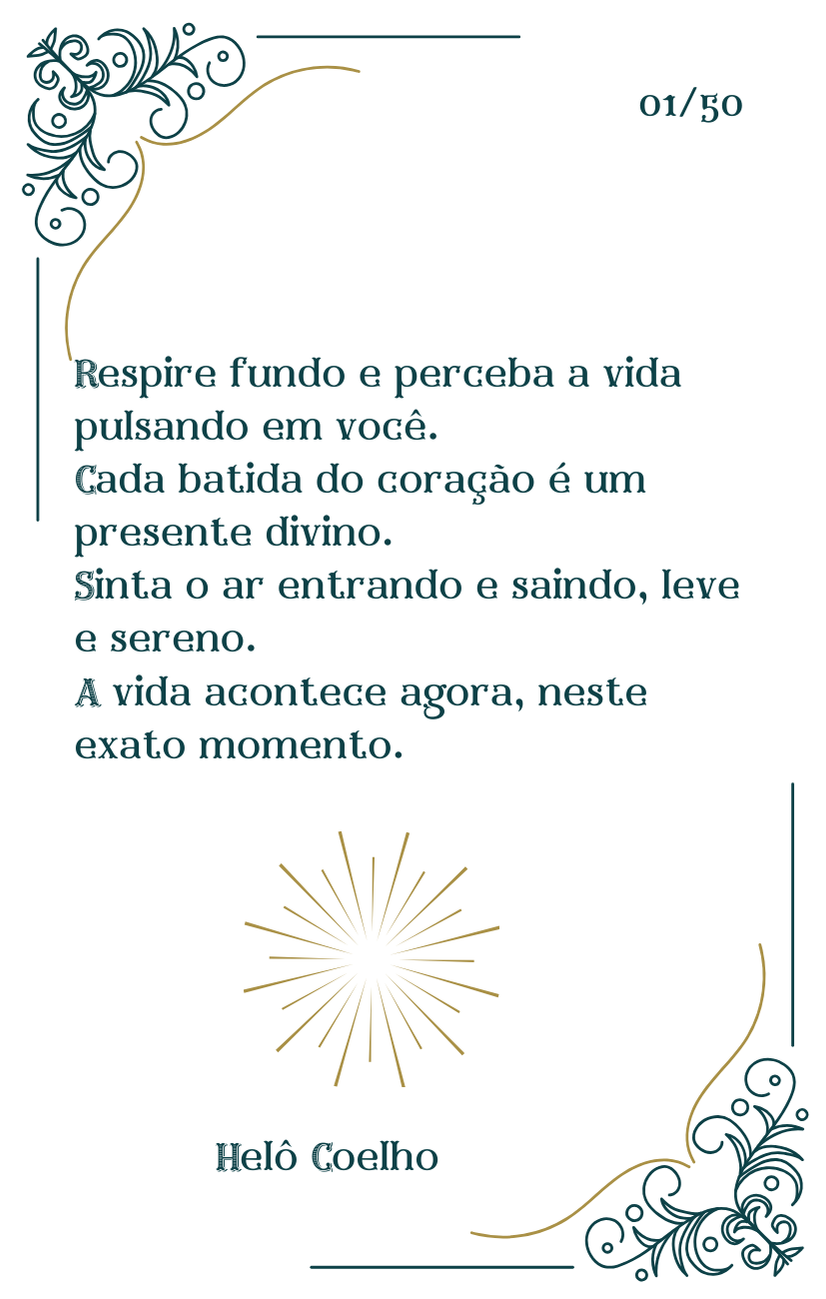 01/50
Respire fundo e perceba a vida
pulsando em você.
Cada batida do coração é um
presente divino.
Sinta o ar entrando e saindo, leve
e sereno.
A vida acontece agora, neste
exato momento.
Helô Coelho